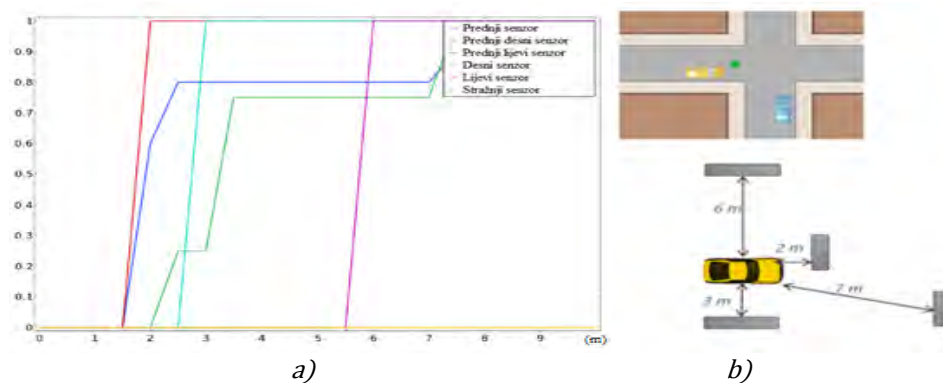 1
0.9
0.8
0.7
0.6
0.5
0.4
0.3
0.2
0.1
0
0 1 2 3 4 5 6 7 8 9 (m)
Prednji senzor
Prednji desni senzor
Prednji lijevi senzor
Desni senzor
Lijevi senzor
Stražnji senzor
a)
6 m
2 m
7 m
3 m
b)